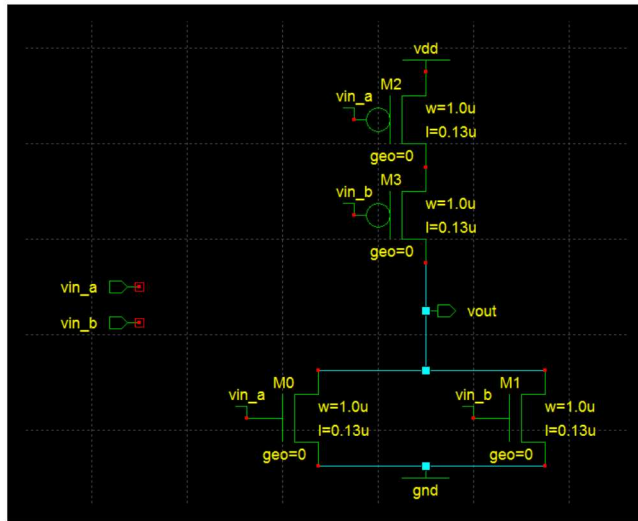 vdd
M2
vin_a
w=1.0u
l=0.13u
geo=0
M3
vin_b
w=1.0u
l=0.13u
geo=0
vin_a
vin_b
vout
M0
vin_a
w=1.0u
l=0.13u
geo=0
M1
vin_b
w=1.0u
l=0.13u
geo=0
gnd